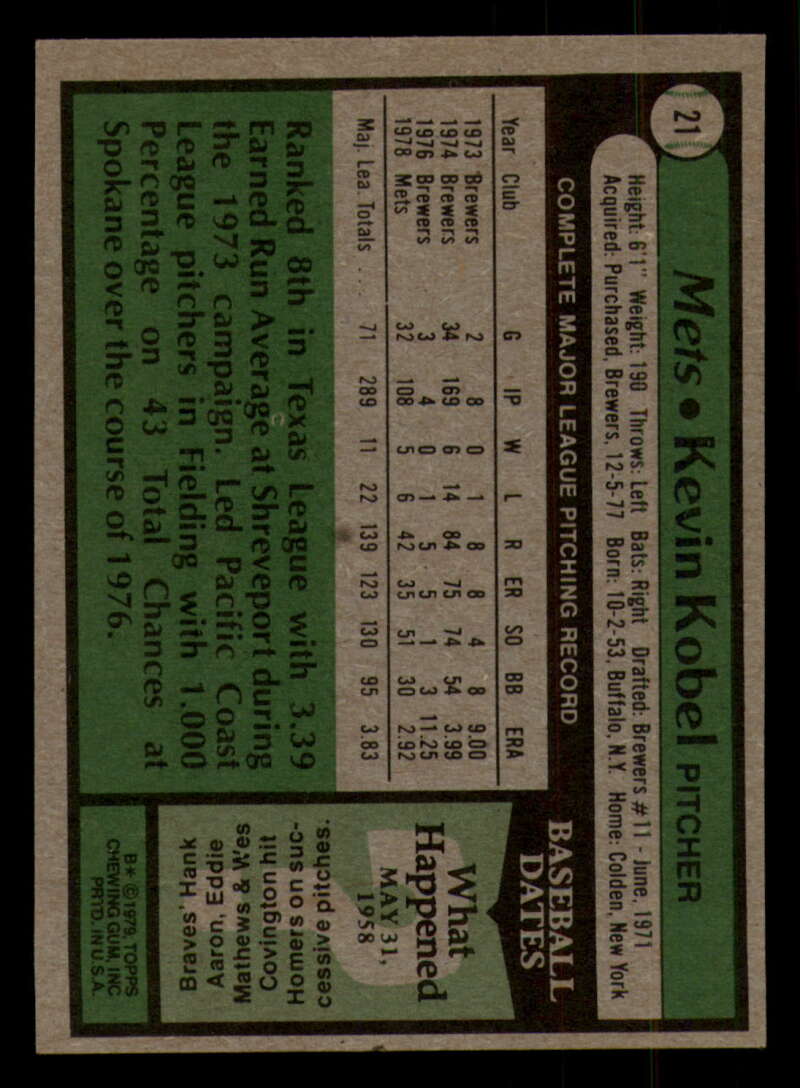 21
Mets • Kevin Kobel PITCHER
Height: 6'1" Weight: 190 Throws: Left Bats: Right Drafted: Brewers #11 - June, 1971
Acquired: Purchased, Brewers, 12-5-77 Born: 10-2-53, Buffalo, N.Y. Home: Colden, New York
COMPLETE MAJOR LEAGUE PITCHING RECORD
Year Club G IP W L R ER SO BB ERA
1973 Brewers 2 8 0 1 8 8 4 8 9.00
1974 Brewers 34 169 6 14 84 75 74 54 3.99
1976 Brewers 3 4 0 1 5 5 1 3 11.25
1978 Mets 32 108 5 6 42 35 51 30 2.92
Maj. Lea. Totals . . . 71 289 11 22 139 123 130 95 3.83
Ranked 8th in Texas League with 3.39
Earned Run Average at Shreveport during
the 1973 campaign. Led Pacific Coast
League pitchers in Fielding with 1.000
Percentage on 43 Total Chances at
Spokane over the course of 1976.
BASEBALL
DATES
What
Happened
MAY 31,
1958
Braves' Hank
Aaron, Eddie
Mathews & Wes
Covington hit
Homers on suc-
cessive pitches.
B* © 1979, TOPPS
CHEWING GUM, INC
PRTD. IN U.S.A.